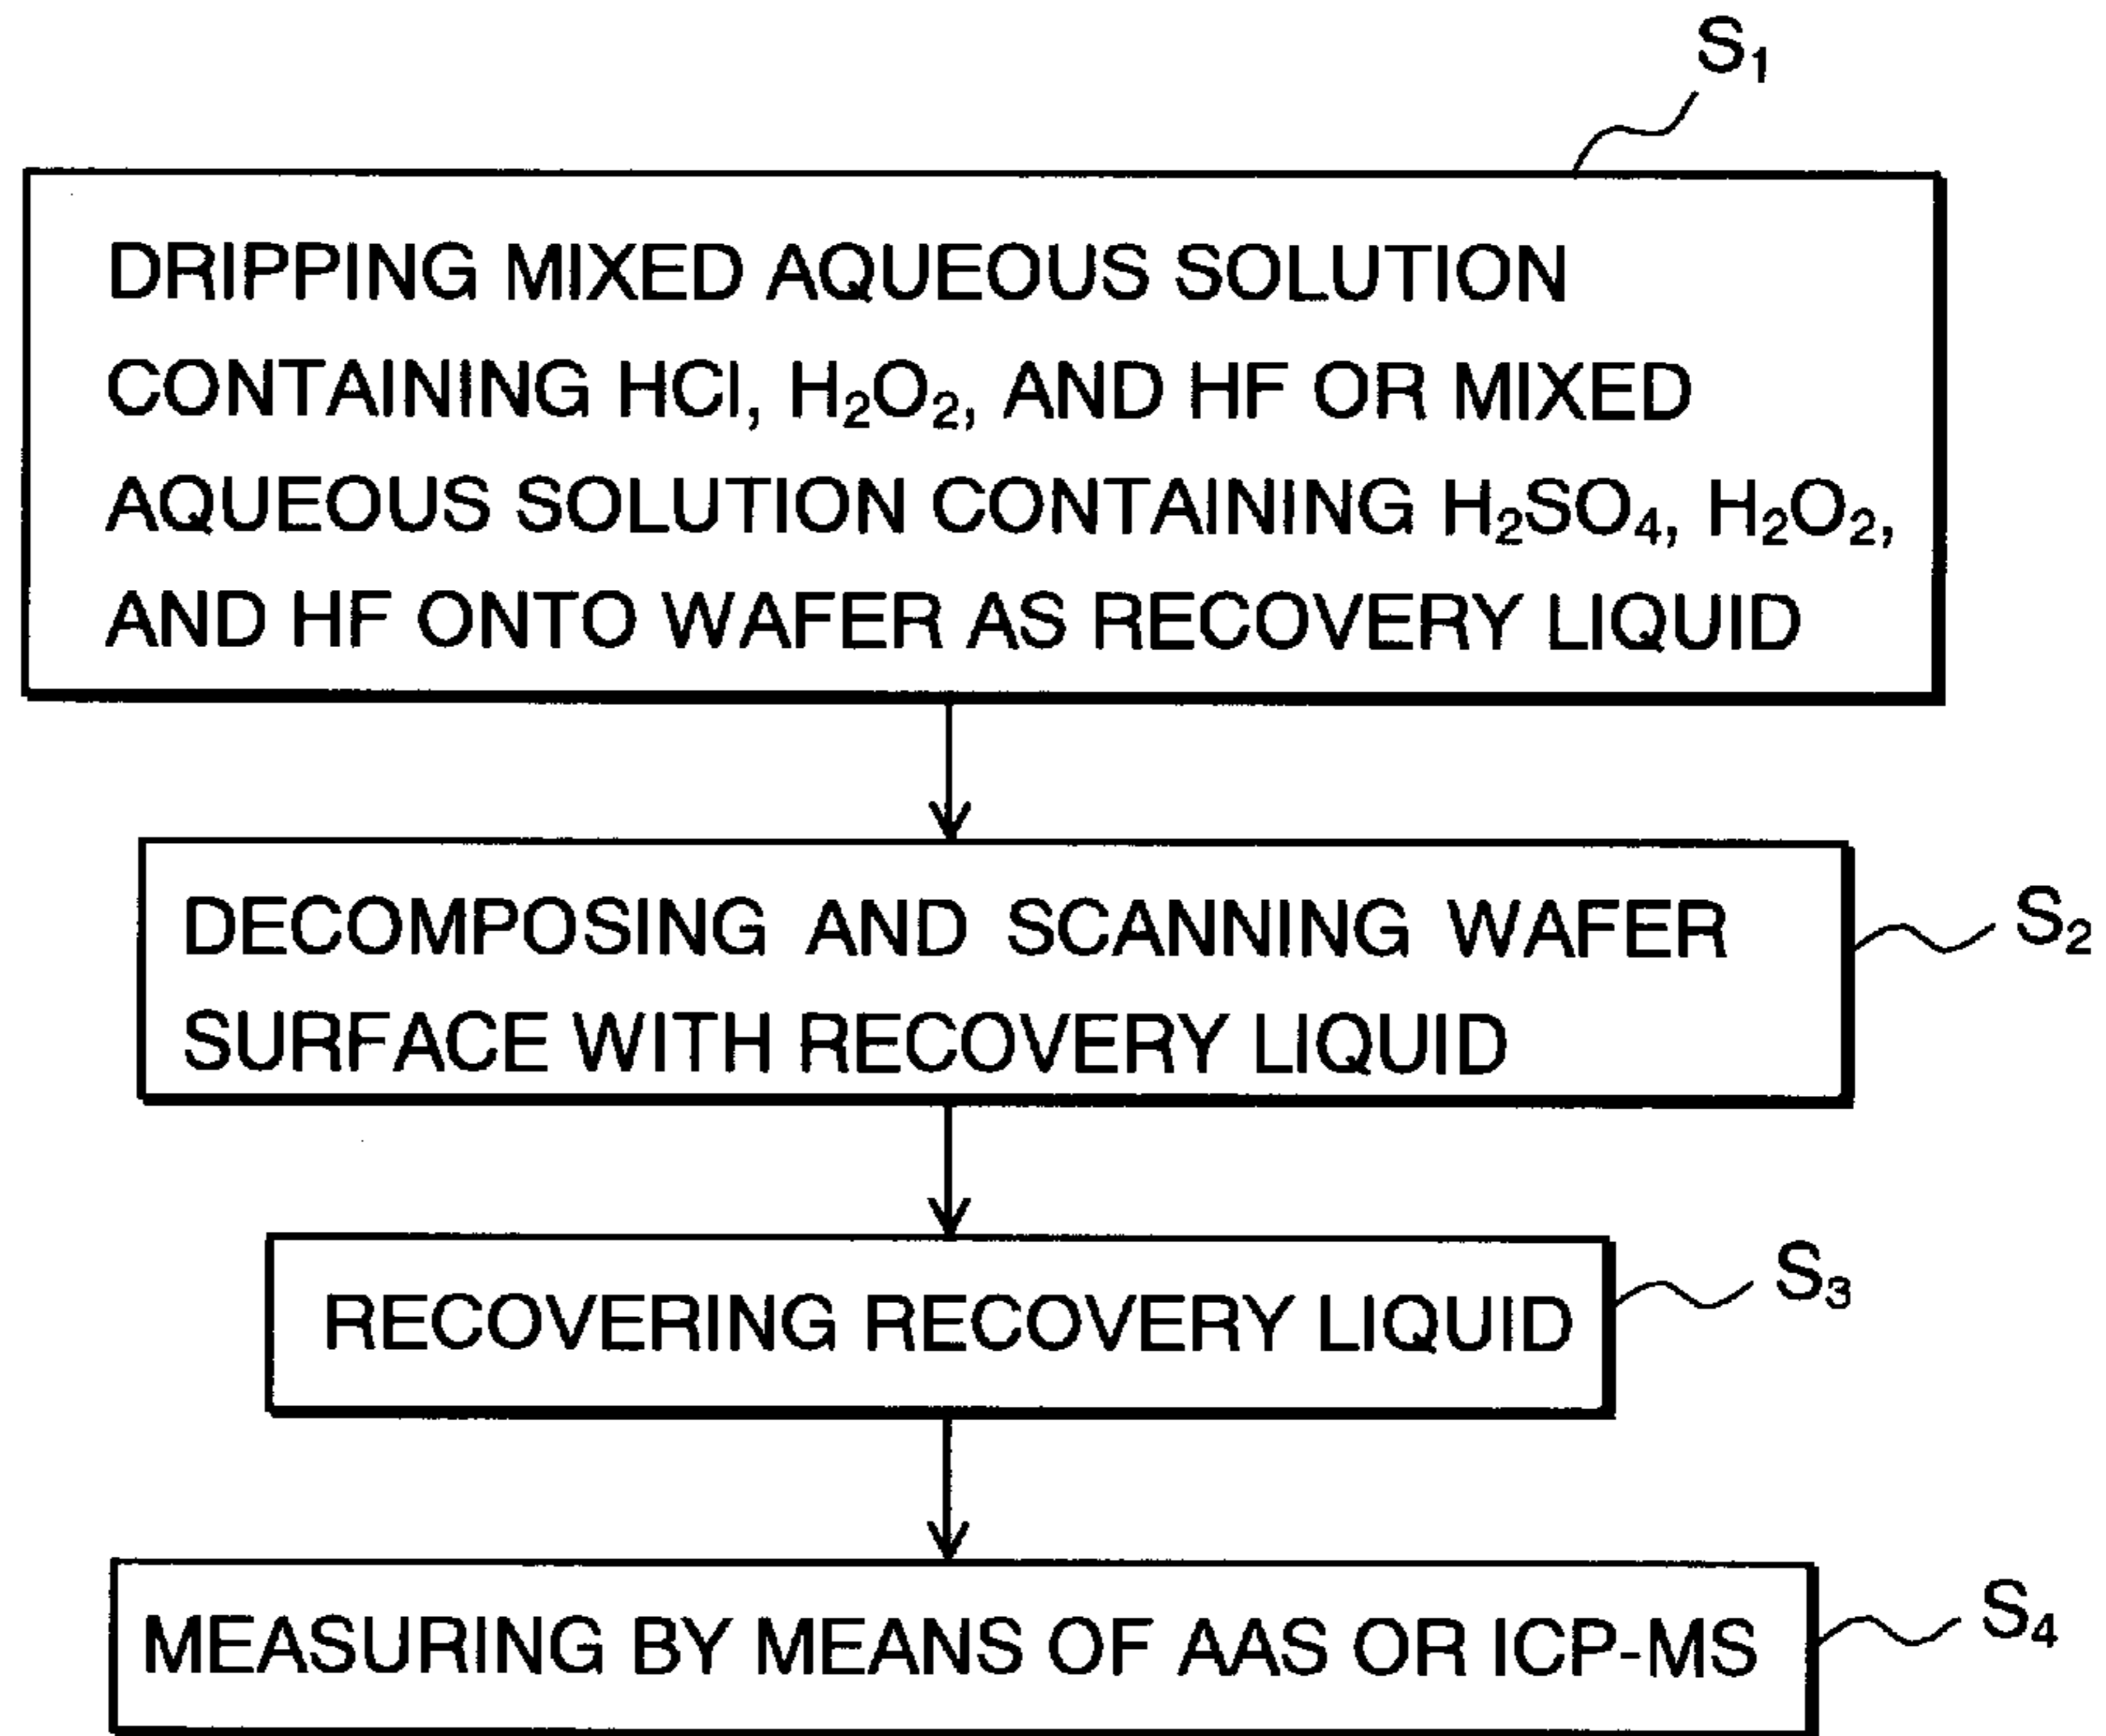 S₁
DRIPPING MIXED AQUEOUS SOLUTION
CONTAINING HCl, H₂O₂, AND HF OR MIXED
AQUEOUS SOLUTION CONTAINING H₂SO₄, H₂O₂,
AND HF ONTO WAFER AS RECOVERY LIQUID
DECOMPOSING AND SCANNING WAFER
SURFACE WITH RECOVERY LIQUID
S₂
RECOVERING RECOVERY LIQUID
S₃
MEASURING BY MEANS OF AAS OR ICP-MS
S₄